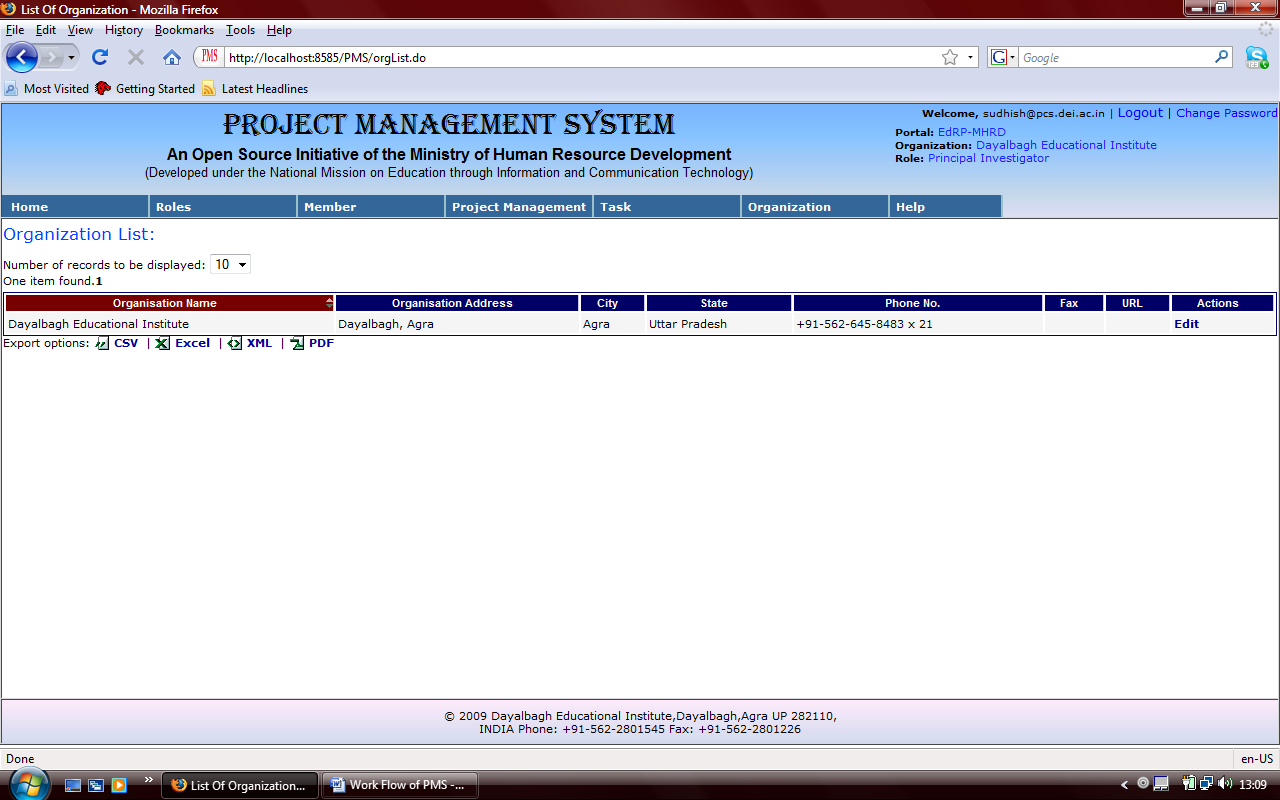 List Of Organization - Mozilla Firefox
File Edit View History Bookmarks Tools Help
PMS http://localhost:8585/PMS/orgList.do G Google
Most Visited Getting Started Latest Headlines
PROJECT MANAGEMENT SYSTEM
An Open Source Initiative of the Ministry of Human Resource Development
(Developed under the National Mission on Education through Information and Communication Technology)
Welcome, sudhish@pcs.dei.ac.in | Logout | Change Password
Portal: EdRP-MHRD
Organization: Dayalbagh Educational Institute
Role: Principal Investigator
Home Roles Member Project Management Task Organization Help
Organization List:
Number of records to be displayed: 10
One item found.1
Organisation Name Organisation Address City State Phone No. Fax URL Actions
Dayalbagh Educational Institute Dayalbagh, Agra Agra Uttar Pradesh +91-562-645-8483 x 21 Edit
Export options: CSV | Excel | XML | PDF
© 2009 Dayalbagh Educational Institute,Dayalbagh,Agra UP 282110,
INDIA Phone: +91-562-2801545 Fax: +91-562-2801226
Done en-US
List Of Organization... Work Flow of PMS -... 13:09